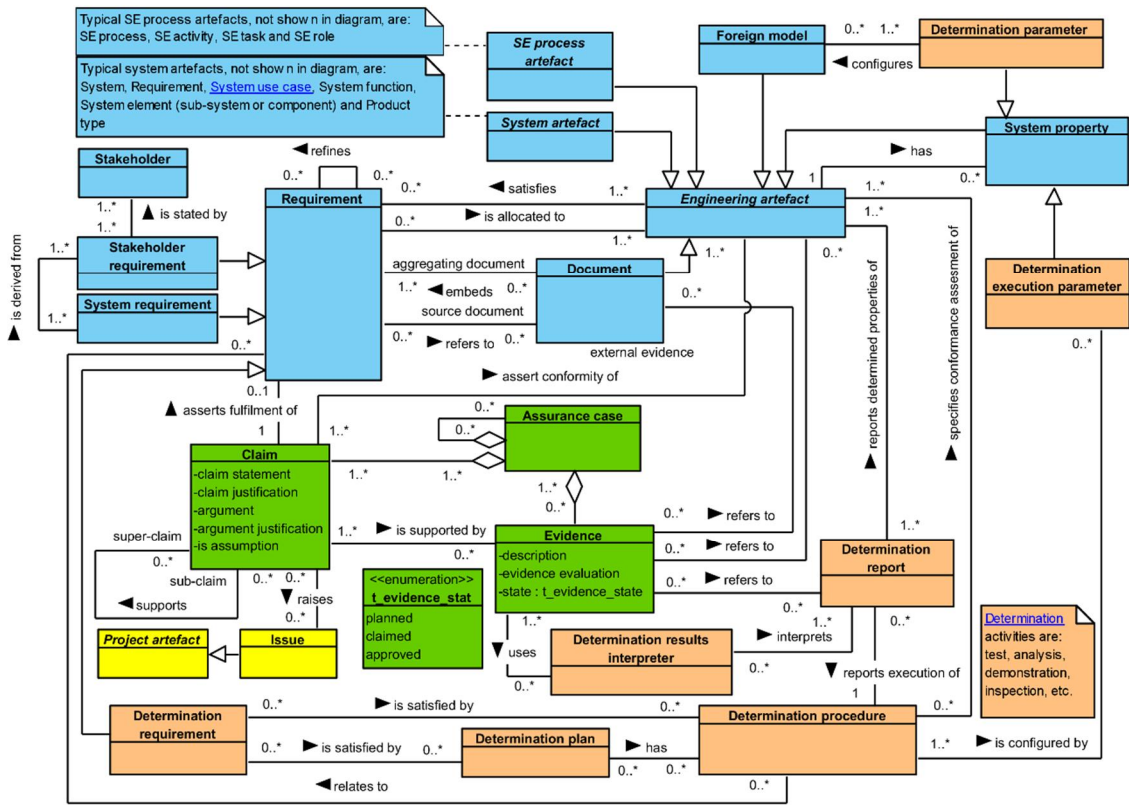 Typical SE process artefacts, not shown in diagram, are:
SE process, SE activity, SE task and SE role
Typical system artefacts, not shown in diagram, are:
System, Requirement, System use case, System function,
System element (sub-system or component) and Product
type
SE process
artefact
System artefact
Foreign model
0..*
1..*
◄ configures
Determination parameter
System property
► has
1
0..*
Stakeholder
1..*
▲ is stated by
1..*
Stakeholder
requirement
System requirement
1..*
1..*
▲ is derived from
◄ refines
0..*
0..*
Requirement
0..*
◄ satisfies
1..*
0..*
► is allocated to
1..*
Engineering artefact
1..*
1..*
1..*
0..*
aggregating document
1..*
◄ embeds
0..*
source document
0..*
► refers to
0..*
Document
0..*
external evidence
Determination
execution parameter
0..*
▲ reports determined properties of
▲ specifies conformance assesment of
0..*
0..1
▲ asserts fulfilment of
1
► assert conformity of
1..*
Assurance case
0..*
0..*
1..*
1..*
1..*
0..*
Claim
-claim statement
-claim justification
-argument
-argument justification
-is assumption
super-claim
0..*
sub-claim
0..*
◄ supports
1..*
► is supported by
0..*
Evidence
-description
-evidence evaluation
-state : t_evidence_state
0..*
► refers to
0..*
► refers to
0..*
► refers to
0..*
<<enumeration>>
t_evidence_stat
planned
claimed
approved
0..*
▼ raises
0..*
Project artefact
Issue
1..*
▼ uses
0..*
Determination results
interpreter
► interprets
0..*
1..*
Determination
report
1..*
0..*
▼ reports execution of
1
Determination
activities are:
test, analysis,
demonstration,
inspection, etc.
Determination
requirement
0..*
► is satisfied by
0..*
0..*
► is satisfied by
0..*
Determination plan
► has
0..*
0..*
Determination procedure
0..*
1..*
► is configured by
◄ relates to
0..*